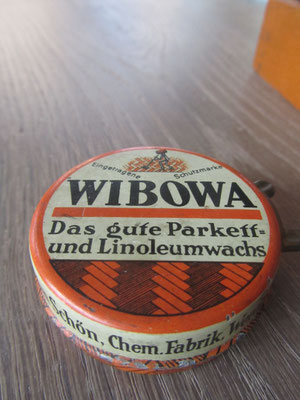 Eingetragene Schutzmarke
WIBOWA
Das gute Parkett-
und Linoleumwachs
Schön, Chem. Fabrik.